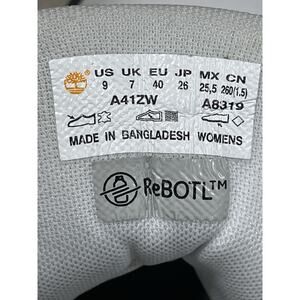 US UK EU JP MX CN
9 7 40 26 25,5 260(1.5)
A41ZW A8319
MADE IN BANGLADESH WOMENS
ReBOTL™